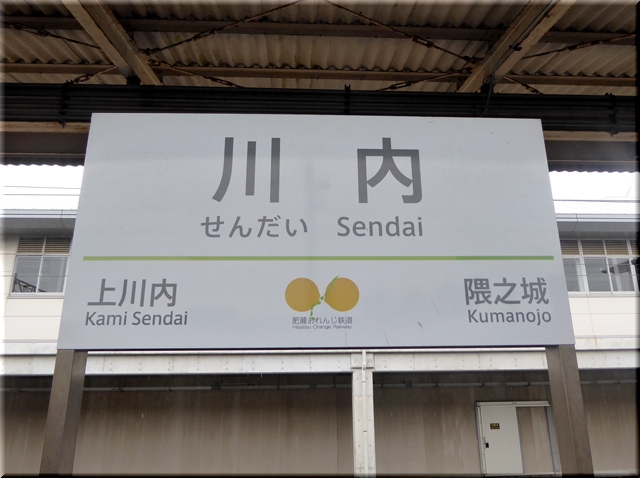 川内
せんだい Sendai
上川内
Kami Sendai
肥薩おれんじ鉄道
Hisatsu Orange Railway
隈之城
Kumanojo